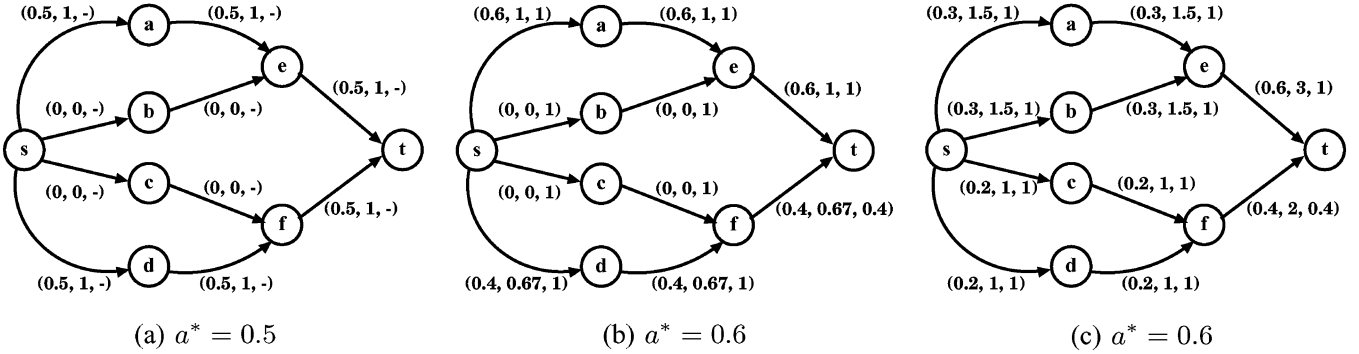 (0.5, 1, -) a (0.5, 1, -)
e
(0.5, 1, -)
(0, 0, -) b (0, 0, -)
s
t
(0, 0, -) c (0, 0, -)
f
(0.5, 1, -)
(0.5, 1, -) d (0.5, 1, -)
(a) a* = 0.5
(0.6, 1, 1) a (0.6, 1, 1)
e
(0.6, 1, 1)
(0, 0, 1) b (0, 0, 1)
s
t
(0, 0, 1) c (0, 0, 1)
f
(0.4, 0.67, 0.4)
(0.4, 0.67, 1) d (0.4, 0.67, 1)
(b) a* = 0.6
(0.3, 1.5, 1) a (0.3, 1.5, 1)
e
(0.6, 3, 1)
(0.3, 1.5, 1) b (0.3, 1.5, 1)
s
t
(0.2, 1, 1) c (0.2, 1, 1)
f
(0.4, 2, 0.4)
(0.2, 1, 1) d (0.2, 1, 1)
(c) a* = 0.6